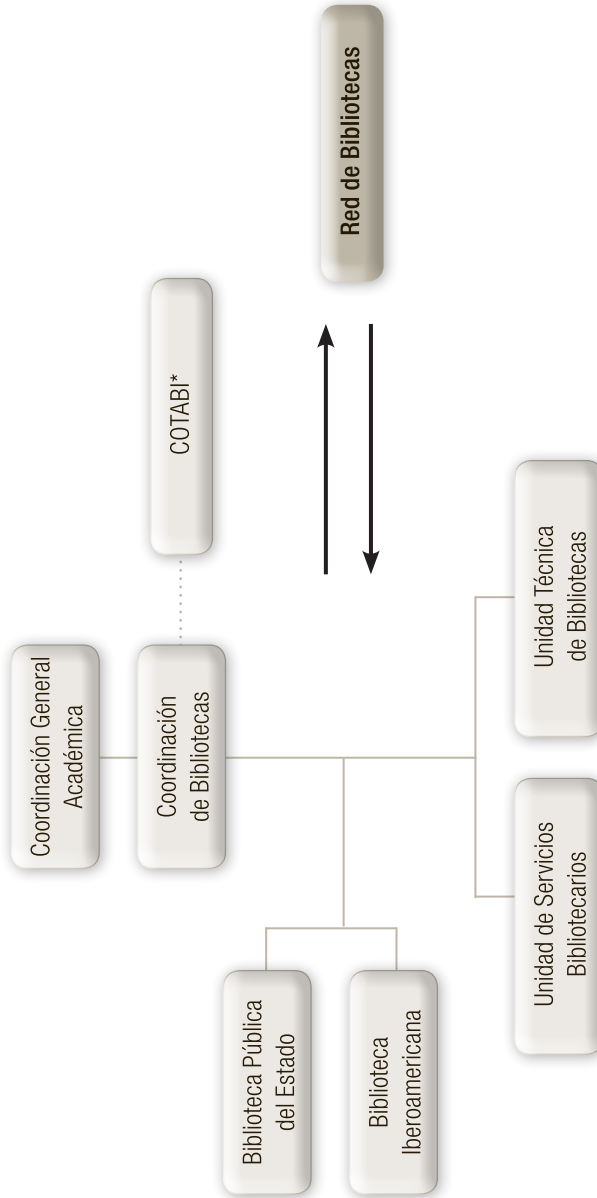 Coordinación General
Académica
Coordinación
de Bibliotecas
COTABI*
Red de Bibliotecas
Biblioteca Pública
del Estado
Biblioteca
Iberoamericana
Unidad de Servicios
Bibliotecarios
Unidad Técnica
de Bibliotecas